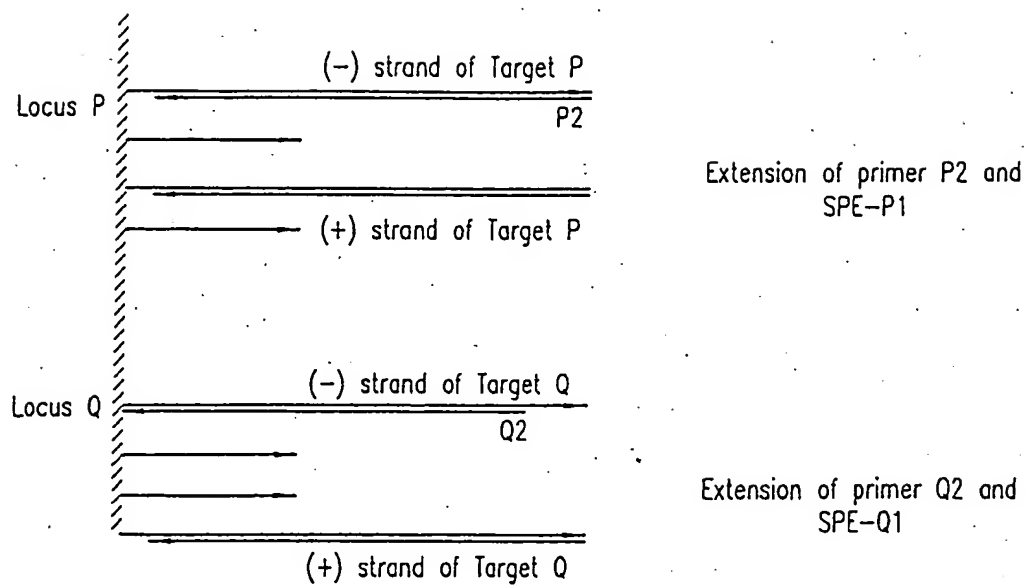 (-) strand of Target P
Locus P
P2
Extension of primer P2 and
SPE-P1
(+) strand of Target P
(-) strand of Target Q
Locus Q
Q2
Extension of primer Q2 and
SPE-Q1
(+) strand of Target Q